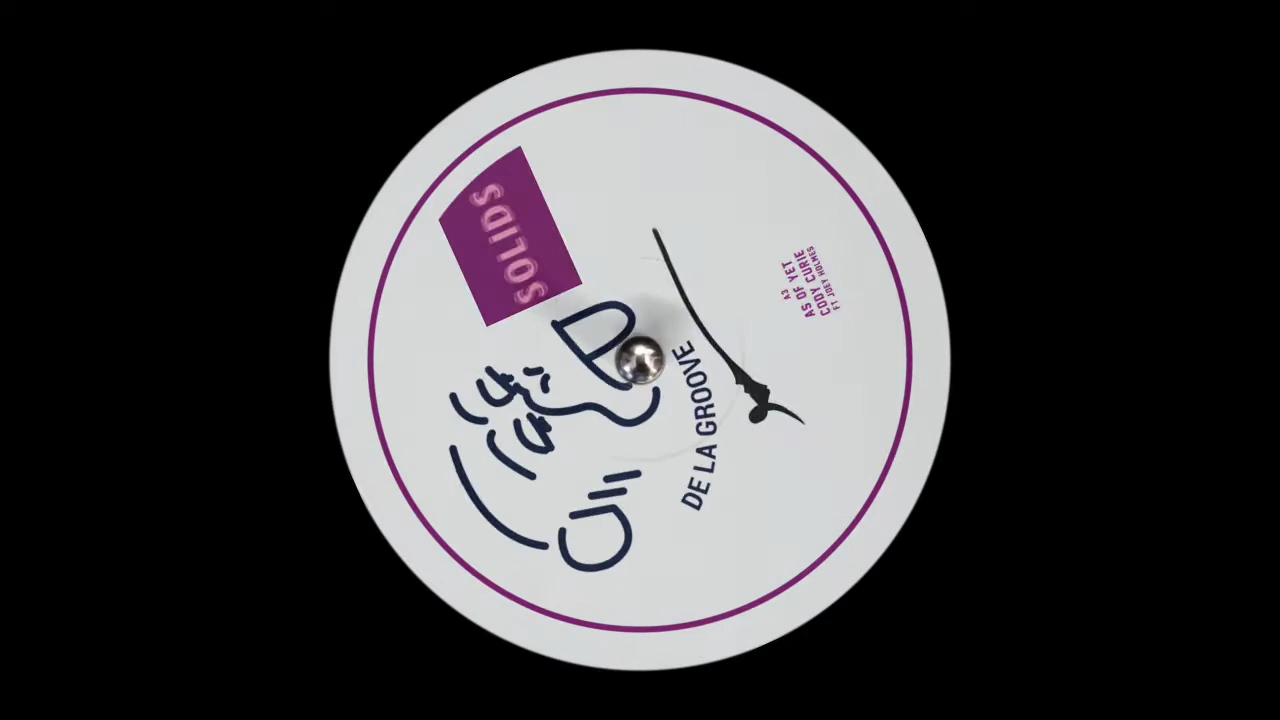 SOLIDS
DE LA GROOVE
A3
AS OF YET
CODY CURIE
FT JOEY HOLMES